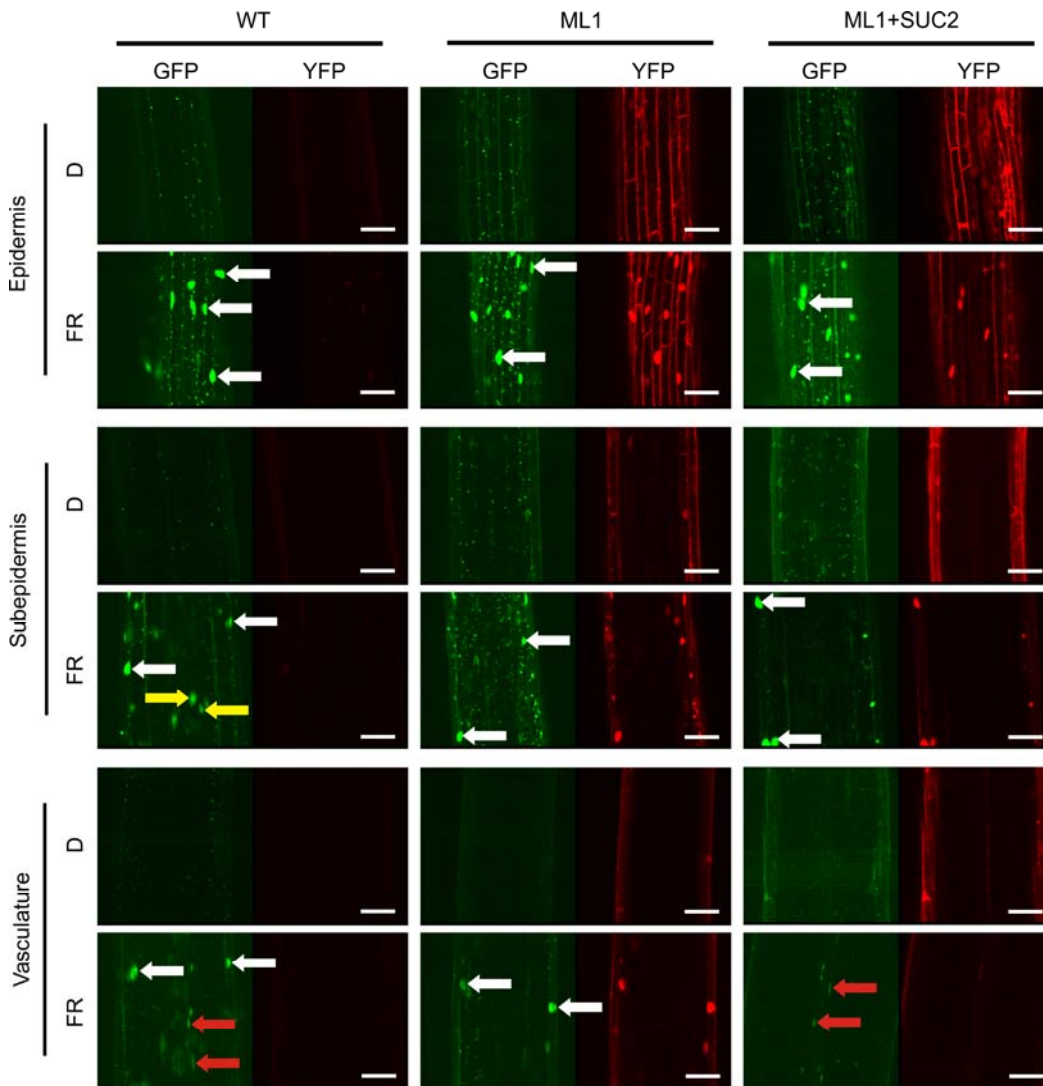 WT ML1 ML1+SUC2
GFP YFP GFP YFP GFP YFP
Epidermis
D
FR
Subepidermis
D
FR
Vasculature
D
FR